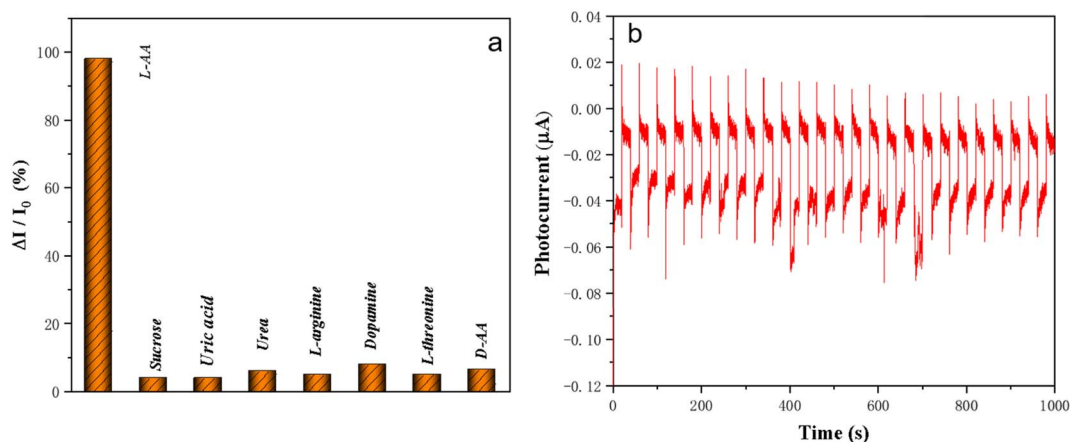 a
100
80
60
40
20
0
ΔI / I₀ (%)
L-AA
Sucrose
Uric acid
Urea
L-arginine
Dopamine
L-threonine
D-AA
b
0.04
0.02
0.00
−0.02
−0.04
−0.06
−0.08
−0.10
−0.12
Photocurrent (μA)
0 200 400 600 800 1000
Time (s)